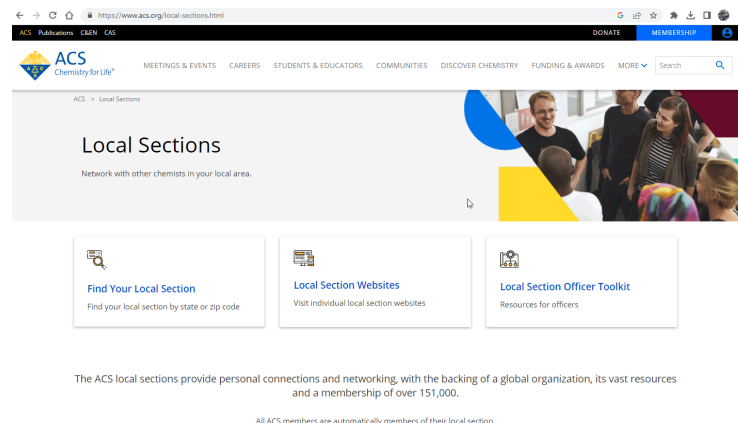 https://www.acs.org/local-sections.html
ACS Publications C&EN CAS DONATE MEMBERSHIP
ACS
Chemistry for Life®
MEETINGS & EVENTS CAREERS STUDENTS & EDUCATORS COMMUNITIES DISCOVER CHEMISTRY FUNDING & AWARDS MORE Search
ACS > Local Sections
Local Sections
Network with other chemists in your local area.
Find Your Local Section
Find your local section by state or zip code
Local Section Websites
Visit individual local section websites
Local Section Officer Toolkit
Resources for officers
The ACS local sections provide personal connections and networking, with the backing of a global organization, its vast resources
and a membership of over 151,000.
All ACS members are automatically members of their local section.